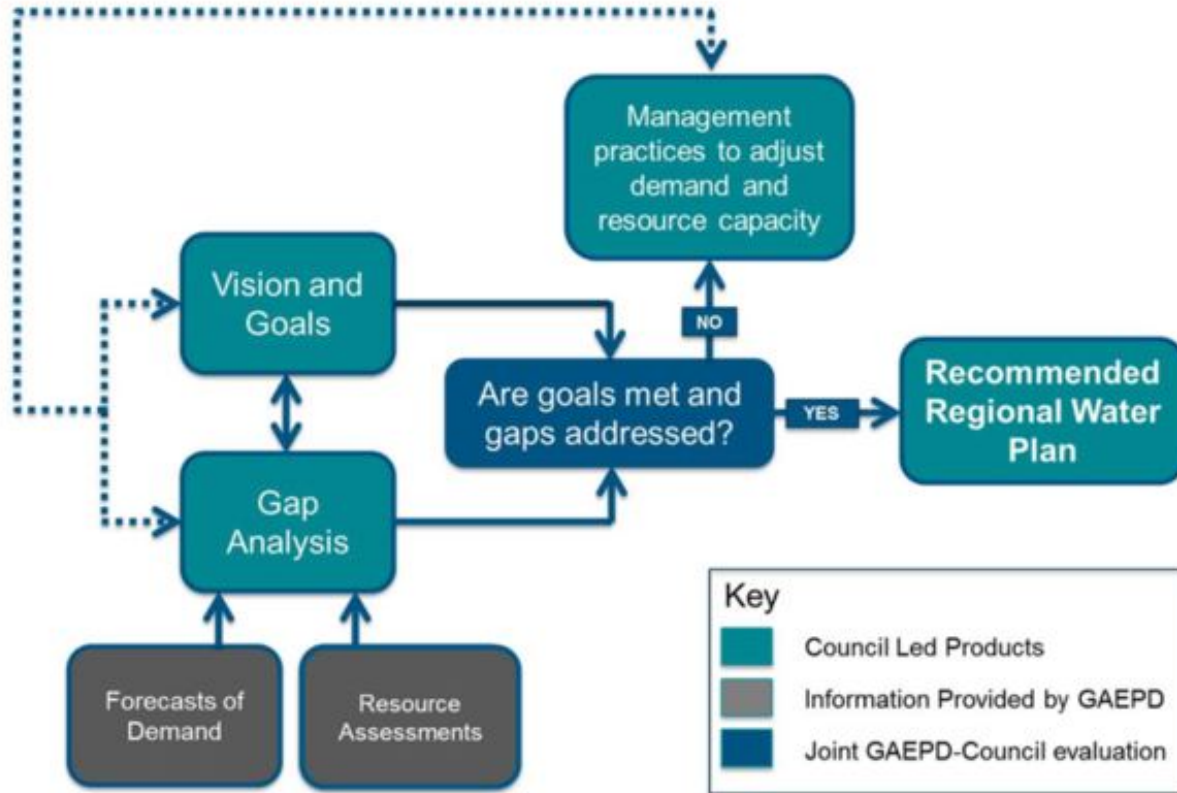 Management
practices to adjust
demand and
resource capacity
Vision and
Goals
NO
Are goals met and
gaps addressed?
YES
Recommended
Regional Water
Plan
Gap
Analysis
Forecasts of
Demand
Resource
Assessments
Key
Council Led Products
Information Provided by GAEPD
Joint GAEPD-Council evaluation